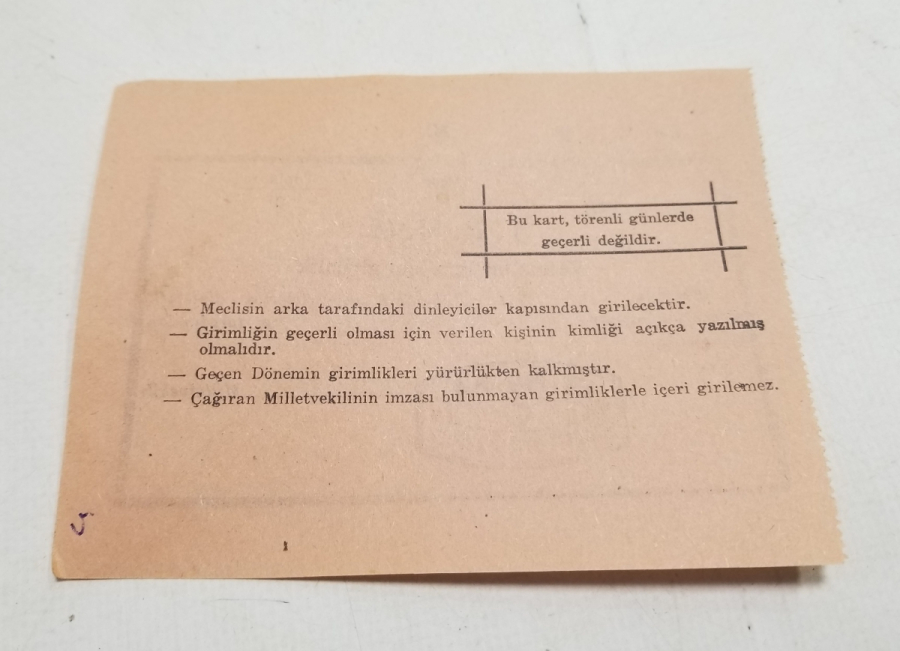 Bu kart, törenli günlerde
geçerli değildir.
— Meclisin arka tarafındaki dinleyiciler kapısından girilecektir.
— Girimliğin geçerli olması için verilen kişinin kimliği açıkça yazılmış
olmalıdır.
— Geçen Dönemin girimlikleri yürürlükten kalkmıştır.
— Çağıran Milletvekilinin imzası bulunmayan girimliklerle içeri girilemez.